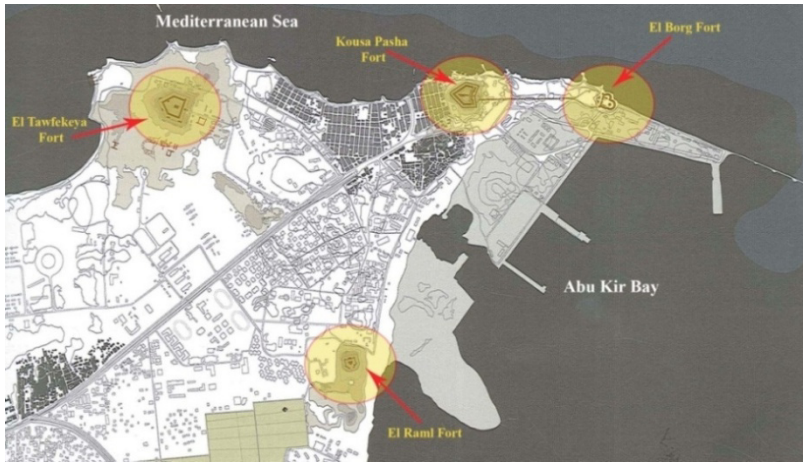 Mediterranean Sea
Kousa Pasha
Fort
El Borg Fort
El Tawfekeya
Fort
Abu Kir Bay
El Raml Fort